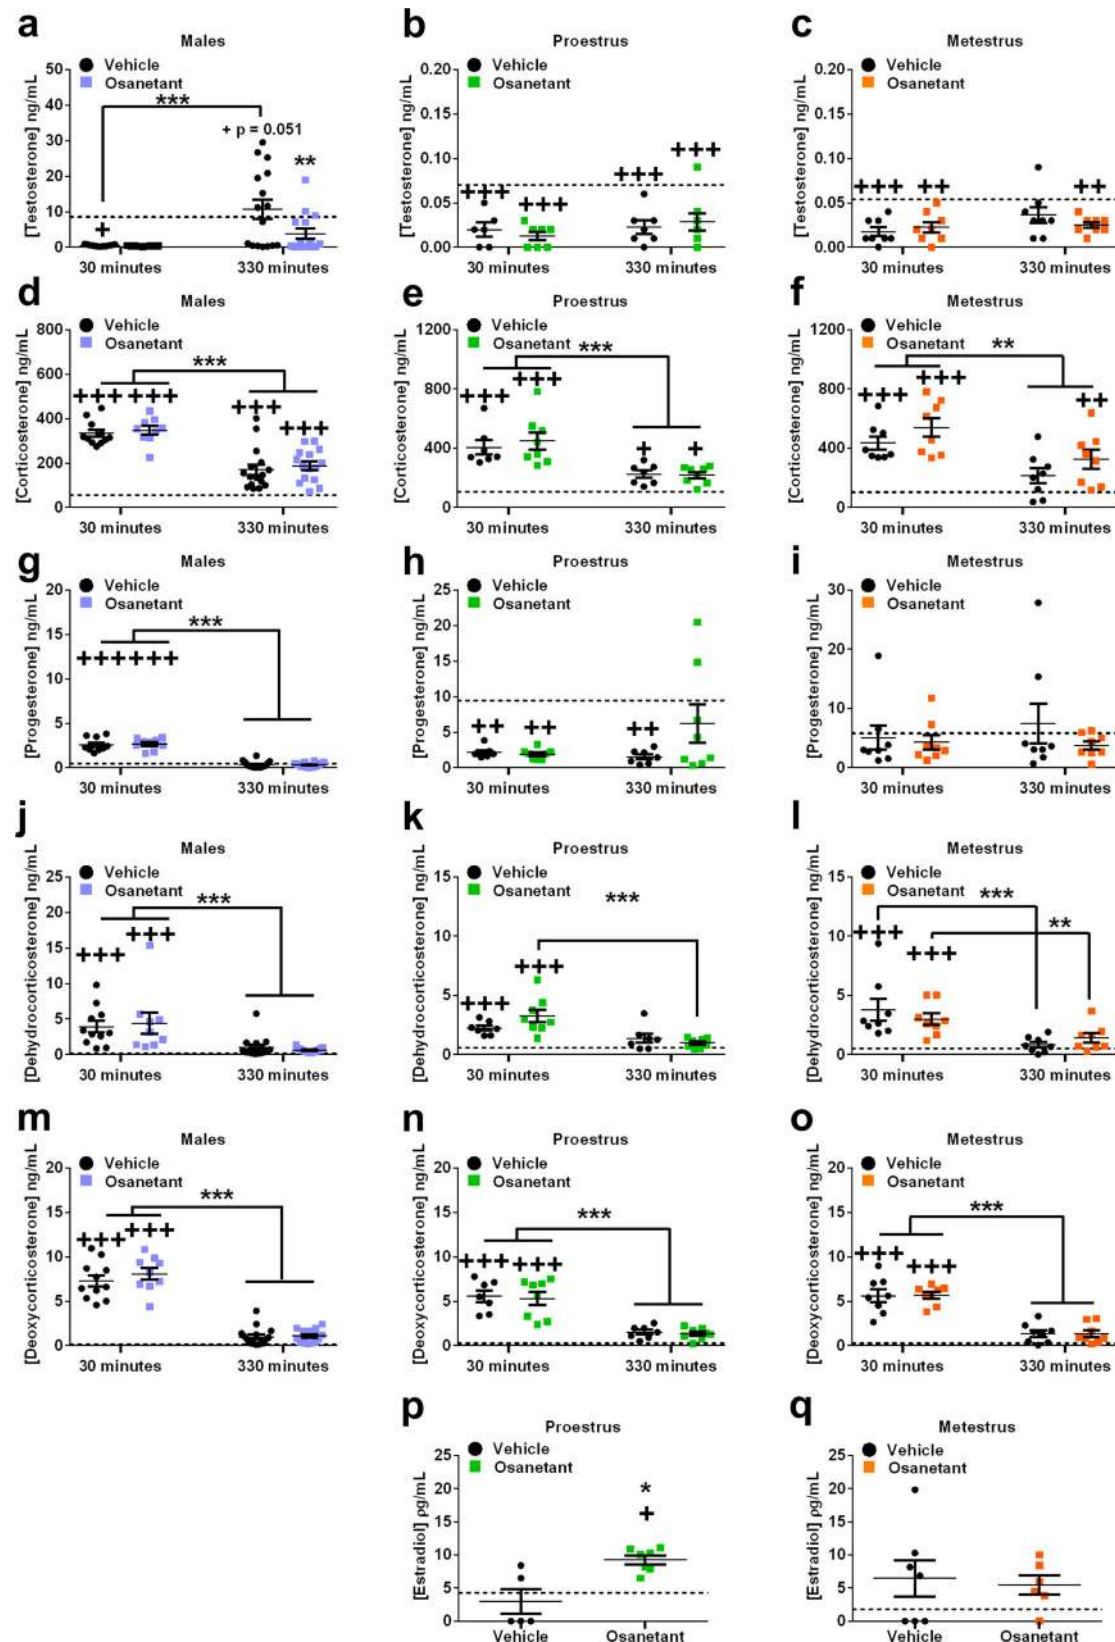 a
Males
Vehicle
Osanetant
[Testosterone] ng/mL
50
40
30
20
10
0
***
+ p = 0.051
**
+
30 minutes
330 minutes
b
Proestrus
Vehicle
Osanetant
[Testosterone] ng/mL
0.20
0.15
0.10
0.05
0.00
+++
+++
+++
+++
30 minutes
330 minutes
c
Metestrus
Vehicle
Osanetant
[Testosterone] ng/mL
0.20
0.15
0.10
0.05
0.00
+++
++
++
30 minutes
330 minutes
d
Males
Vehicle
Osanetant
[Corticosterone] ng/mL
800
600
400
200
0
***
+++
+++
+++
+++
30 minutes
330 minutes
e
Proestrus
Vehicle
Osanetant
[Corticosterone] ng/mL
1200
800
400
0
***
+++
+++
+
+
30 minutes
330 minutes
f
Metestrus
Vehicle
Osanetant
[Corticosterone] ng/mL
1200
800
400
0
**
+++
+++
++
30 minutes
330 minutes
g
Males
Vehicle
Osanetant
[Progesterone] ng/mL
20
15
10
5
0
***
+++
+++
30 minutes
330 minutes
h
Proestrus
Vehicle
Osanetant
[Progesterone] ng/mL
25
20
15
10
5
0
++
++
++
30 minutes
330 minutes
i
Metestrus
Vehicle
Osanetant
[Progesterone] ng/mL
30
20
10
0
30 minutes
330 minutes
j
Males
Vehicle
Osanetant
[Dehydrocorticosterone] ng/mL
25
20
15
10
5
0
***
+++
+++
30 minutes
330 minutes
k
Proestrus
Vehicle
Osanetant
[Dehydrocorticosterone] ng/mL
15
10
5
0
***
+++
+++
30 minutes
330 minutes
l
Metestrus
Vehicle
Osanetant
[Dehydrocorticosterone] ng/mL
15
10
5
0
***
**
+++
+++
30 minutes
330 minutes
m
Males
Vehicle
Osanetant
[Deoxycorticosterone] ng/mL
20
15
10
5
0
***
+++
+++
30 minutes
330 minutes
n
Proestrus
Vehicle
Osanetant
[Deoxycorticosterone] ng/mL
20
15
10
5
0
***
+++
+++
30 minutes
330 minutes
o
Metestrus
Vehicle
Osanetant
[Deoxycorticosterone] ng/mL
20
15
10
5
0
***
+++
+++
30 minutes
330 minutes
p
Proestrus
Vehicle
Osanetant
[Estradiol] ρg/mL
25
20
15
10
5
0
*
+
Vehicle
Osanetant
q
Metestrus
Vehicle
Osanetant
[Estradiol] ρg/mL
25
20
15
10
5
0
Vehicle
Osanetant